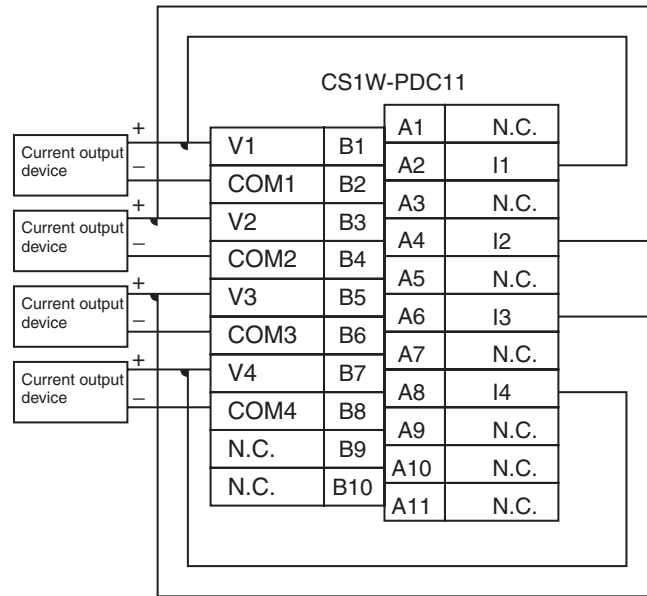 CS1W-PDC11
+
Current output
device
–
+
Current output
device
–
+
Current output
device
–
+
Current output
device
–
V1 B1
COM1 B2
V2 B3
COM2 B4
V3 B5
COM3 B6
V4 B7
COM4 B8
N.C. B9
N.C. B10
A1 N.C.
A2 I1
A3 N.C.
A4 I2
A5 N.C.
A6 I3
A7 N.C.
A8 I4
A9 N.C.
A10 N.C.
A11 N.C.